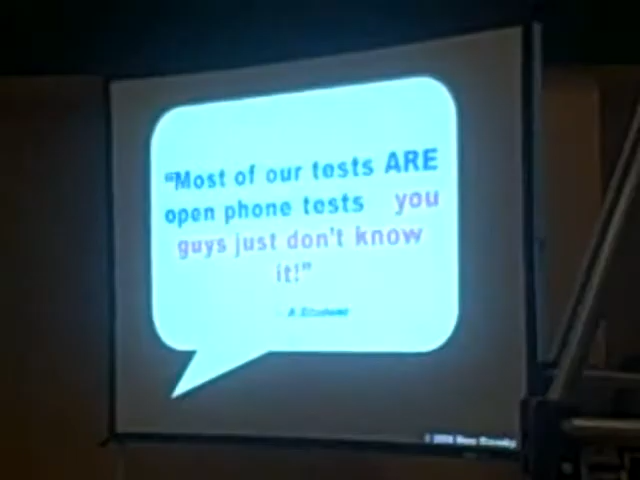 “Most of our tests ARE
open phone tests you
guys just don't know
it!”
A Student